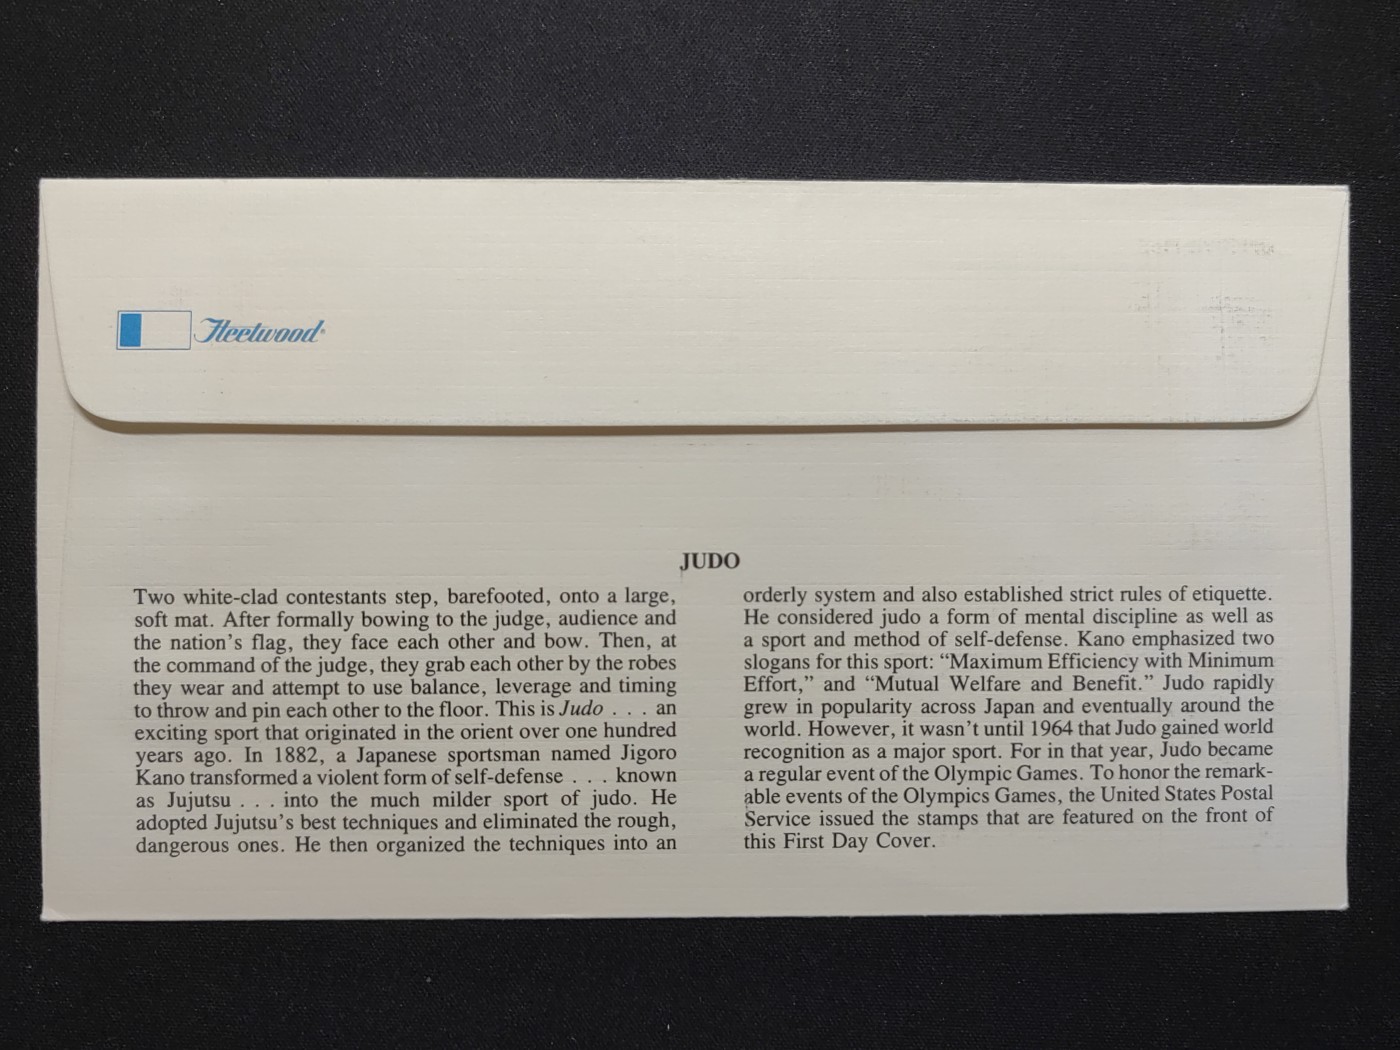 Fleetwood®
JUDO
Two white-clad contestants step, barefooted, onto a large,
soft mat. After formally bowing to the judge, audience and
the nation's flag, they face each other and bow. Then, at
the command of the judge, they grab each other by the robes
they wear and attempt to use balance, leverage and timing
to throw and pin each other to the floor. This is Judo . . . an
exciting sport that originated in the orient over one hundred
years ago. In 1882, a Japanese sportsman named Jigoro
Kano transformed a violent form of self-defense . . . known
as Jujutsu . . . into the much milder sport of judo. He
adopted Jujutsu's best techniques and eliminated the rough,
dangerous ones. He then organized the techniques into an
orderly system and also established strict rules of etiquette.
He considered judo a form of mental discipline as well as
a sport and method of self-defense. Kano emphasized two
slogans for this sport: “Maximum Efficiency with Minimum
Effort,” and “Mutual Welfare and Benefit.” Judo rapidly
grew in popularity across Japan and eventually around the
world. However, it wasn't until 1964 that Judo gained world
recognition as a major sport. For in that year, Judo became
a regular event of the Olympic Games. To honor the remark-
able events of the Olympics Games, the United States Postal
Service issued the stamps that are featured on the front of
this First Day Cover.